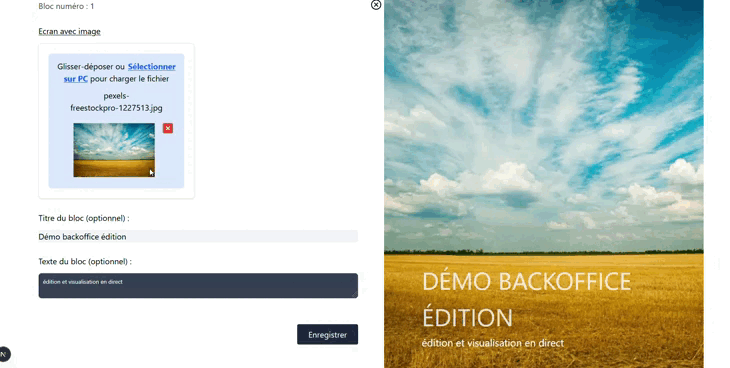 Bloc numéro : 1
Ecran avec image
Glisser-déposer ou Sélectionner
sur PC pour charger le fichier
pexels-
freestockpro-1227513.jpg
Titre du bloc (optionnel) :
Démo backoffice édition
Texte du bloc (optionnel) :
édition et visualisation en direct
Enregistrer
N
DÉMO BACKOFFICE
ÉDITION
édition et visualisation en direct